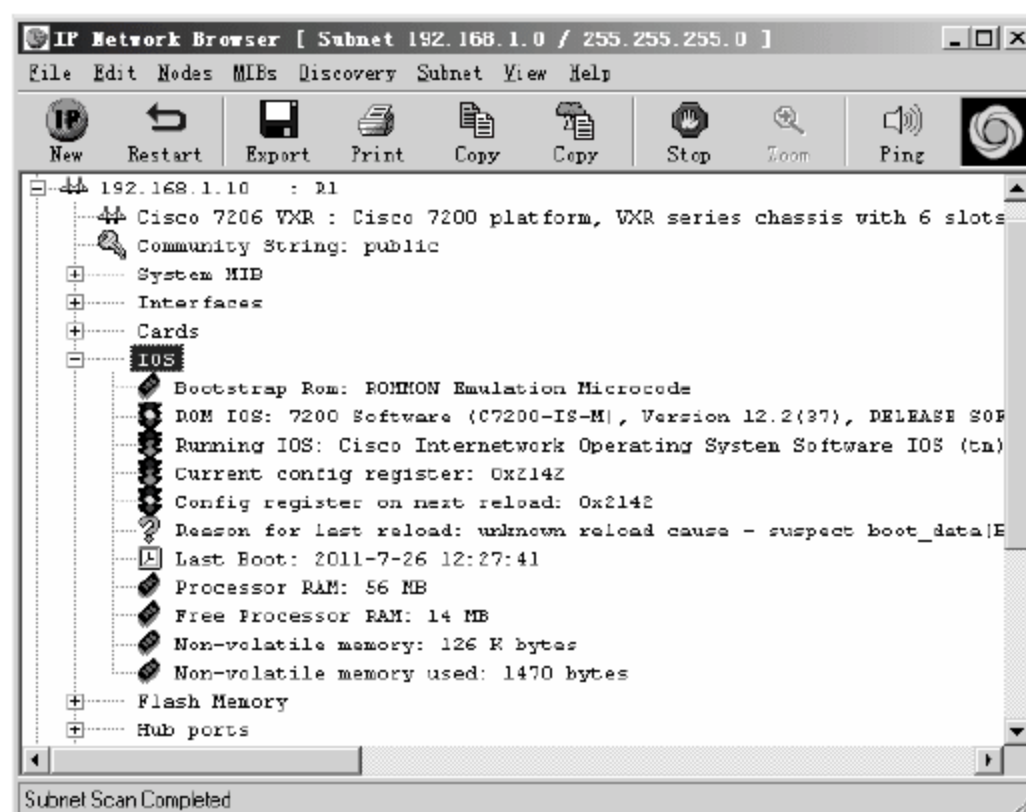 IP Network Browser [ Subnet 192.168.1.0 / 255.255.255.0 ]
File Edit Nodes MIBs Discovery Subnet View Help
New Restart Export Print Copy Copy Stop Zoom Ping
192.168.1.10 : R1
Cisco 7206 VXR : Cisco 7200 platform, VXR series chassis with 6 slots
Community String: public
System MIB
Interfaces
Cards
IOS
Bootstrap Rom: ROMMON Emulation Microcode
ROM IOS: 7200 Software (C7200-IS-M), Version 12.2(37), RELEASE SOF
Running IOS: Cisco Internetwork Operating System Software IOS (tm)
Current config register: 0x2142
Config register on next reload: 0x2142
Reason for last reload: unknown reload cause - suspect boot_data[B
Last Boot: 2011-7-26 12:27:41
Processor RAM: 56 MB
Free Processor RAM: 14 MB
Non-volatile memory: 126 K bytes
Non-volatile memory used: 1470 bytes
Flash Memory
Hub ports
Subnet Scan Completed